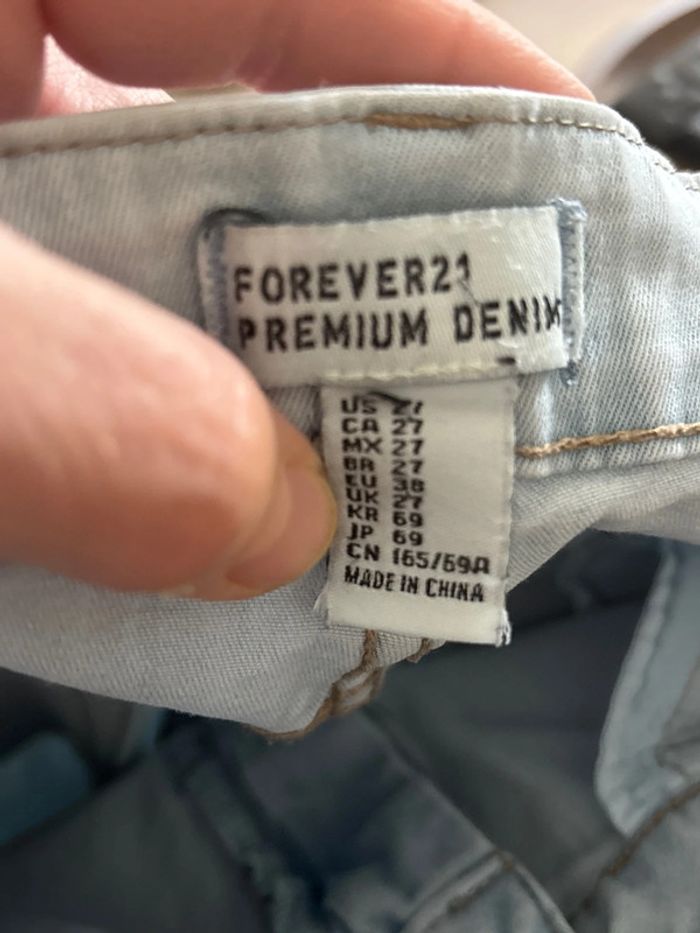 FOREVER21
PREMIUM DENIM
US 27
CA 27
MX 27
BR 27
EU 38
UK 27
KR 69
JP 69
CN 165/69A
MADE IN CHINA